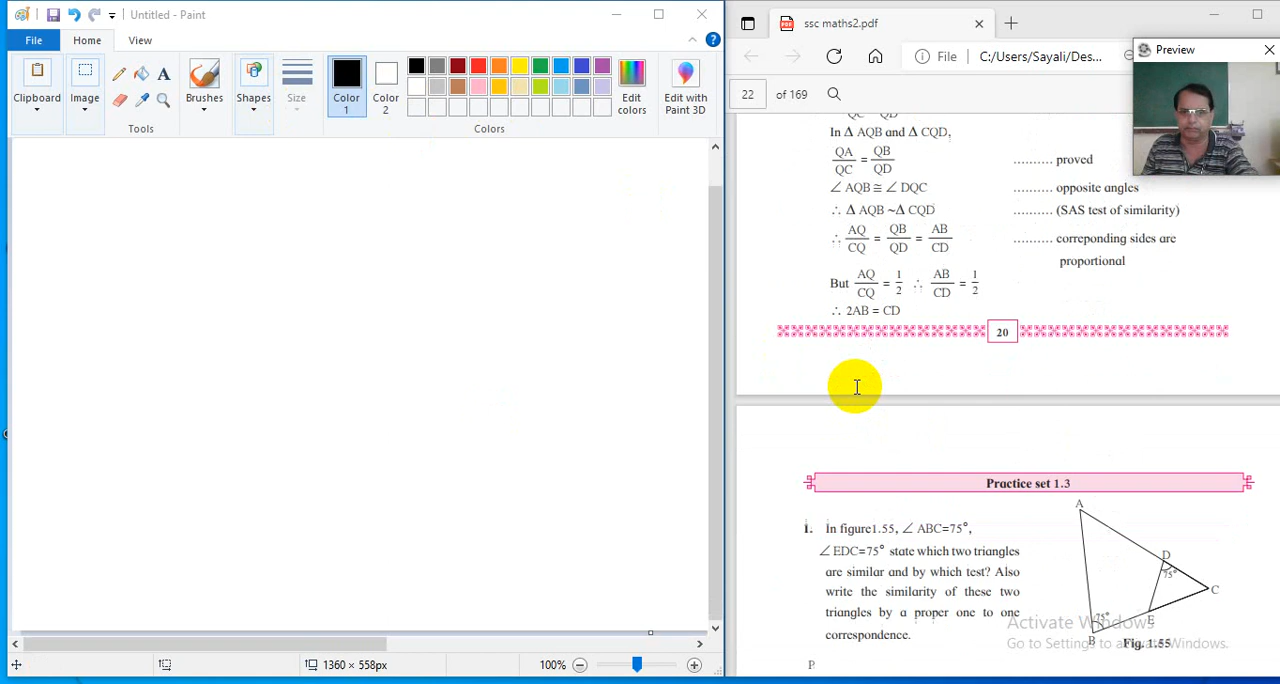 Untitled - Paint
File
Home
View
Clipboard
Image
Tools
Brushes
Shapes
Size
Color 1
Color 2
Colors
Edit colors
Edit with Paint 3D
1360 × 558px
100%
ssc maths2.pdf
File
C:/Users/Sayali/Des...
22 of 169
Preview
In Δ AQB and Δ CQD,
QA/QC = QB/QD .......... proved
∠ AQB ≅ ∠ DQC .......... opposite angles
∴ Δ AQB ~Δ CQD .......... (SAS test of similarity)
∴ AQ/CQ = QB/QD = AB/CD .......... correponding sides are
proportional
But AQ/CQ = 1/2 ∴ AB/CD = 1/2
∴ 2AB = CD
20
Practice set 1.3
1. In figure1.55, ∠ ABC=75°,
∠ EDC=75° state which two triangles
are similar and by which test? Also
write the similarity of these two
triangles by a proper one to one
correspondence.
A
D
75°
C
75°
E
B
Fig. 1.55
Activate Windows
Go to Settings to activate Windows.
P